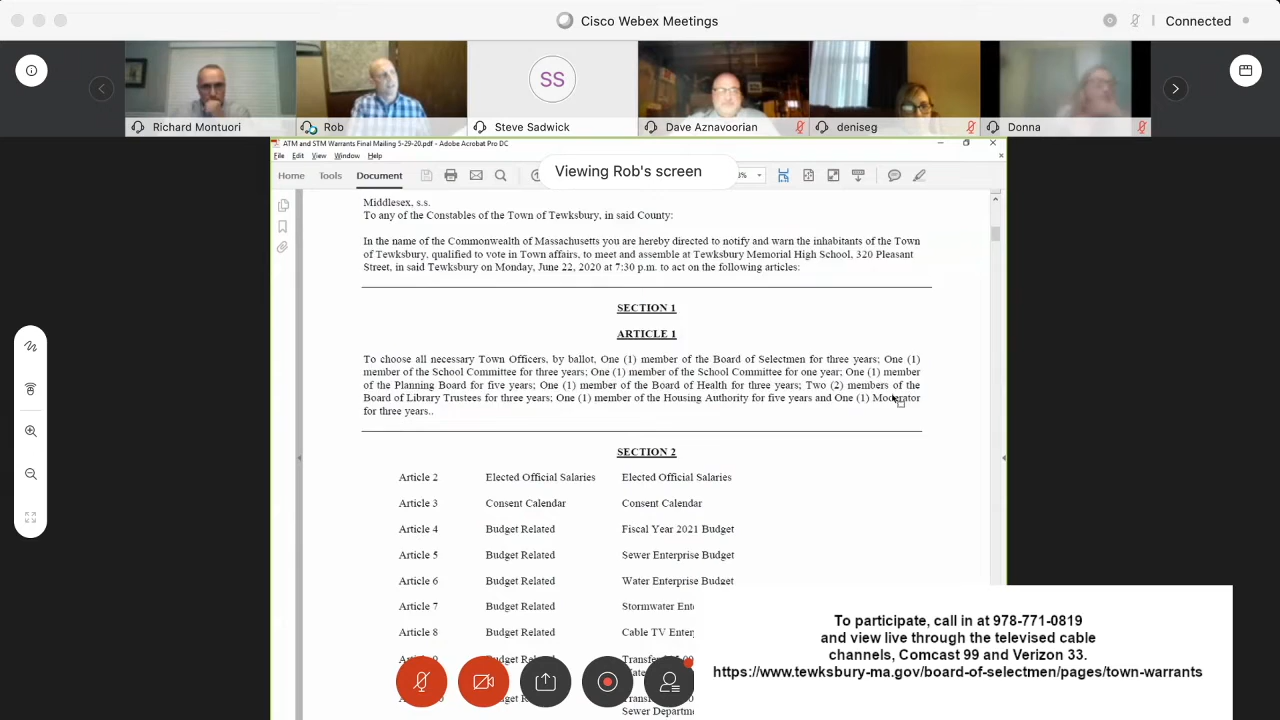 Cisco Webex Meetings
Connected
SS
Richard Montuori
Rob
Steve Sadwick
Dave Aznavoorian
deniseg
Donna
ATM and STM Warrants Final Mailing 5-29-20.pdf - Adobe Acrobat Pro DC
File Edit View Window Help
Viewing Rob's screen
Home Tools Document
Middlesex, s.s.
To any of the Constables of the Town of Tewksbury, in said County:
In the name of the Commonwealth of Massachusetts you are hereby directed to notify and warn the inhabitants of the Town
of Tewksbury, qualified to vote in Town affairs, to meet and assemble at Tewksbury Memorial High School, 320 Pleasant
Street, in said Tewksbury on Monday, June 22, 2020 at 7:30 p.m. to act on the following articles:
SECTION 1
ARTICLE 1
To choose all necessary Town Officers, by ballot, One (1) member of the Board of Selectmen for three years; One (1)
member of the School Committee for three years; One (1) member of the School Committee for one year; One (1) member
of the Planning Board for five years; One (1) member of the Board of Health for three years; Two (2) members of the
Board of Library Trustees for three years; One (1) member of the Housing Authority for five years and One (1) Moderator
for three years..
SECTION 2
Article 2 Elected Official Salaries Elected Official Salaries
Article 3 Consent Calendar Consent Calendar
Article 4 Budget Related Fiscal Year 2021 Budget
Article 5 Budget Related Sewer Enterprise Budget
Article 6 Budget Related Water Enterprise Budget
Article 7 Budget Related Stormwater
Article 8 Budget Related Cable TV
Sewer
To participate, call in at 978-771-0819
and view live through the televised cable
channels, Comcast 99 and Verizon 33.
https://www.tewksbury-ma.gov/board-of-selectmen/pages/town-warrants